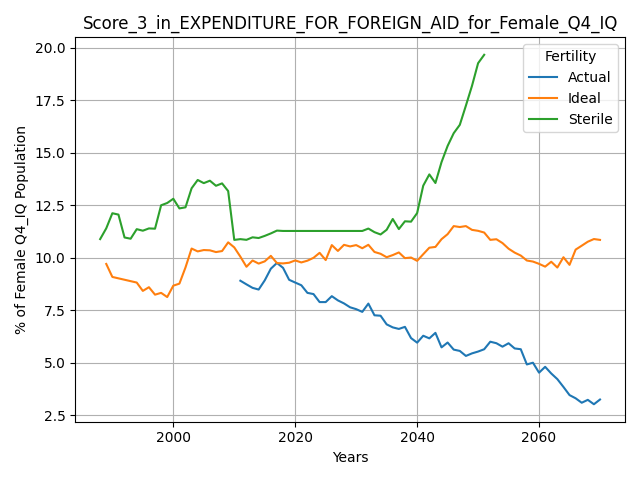 Score_3_in_EXPENDITURE_FOR_FOREIGN_AID_for_Female_Q4_IQ
20.0
17.5
15.0
12.5
10.0
7.5
5.0
2.5
% of Female Q4_IQ Population
Fertility
Actual
Ideal
Sterile
2000
2020
2040
2060
Years